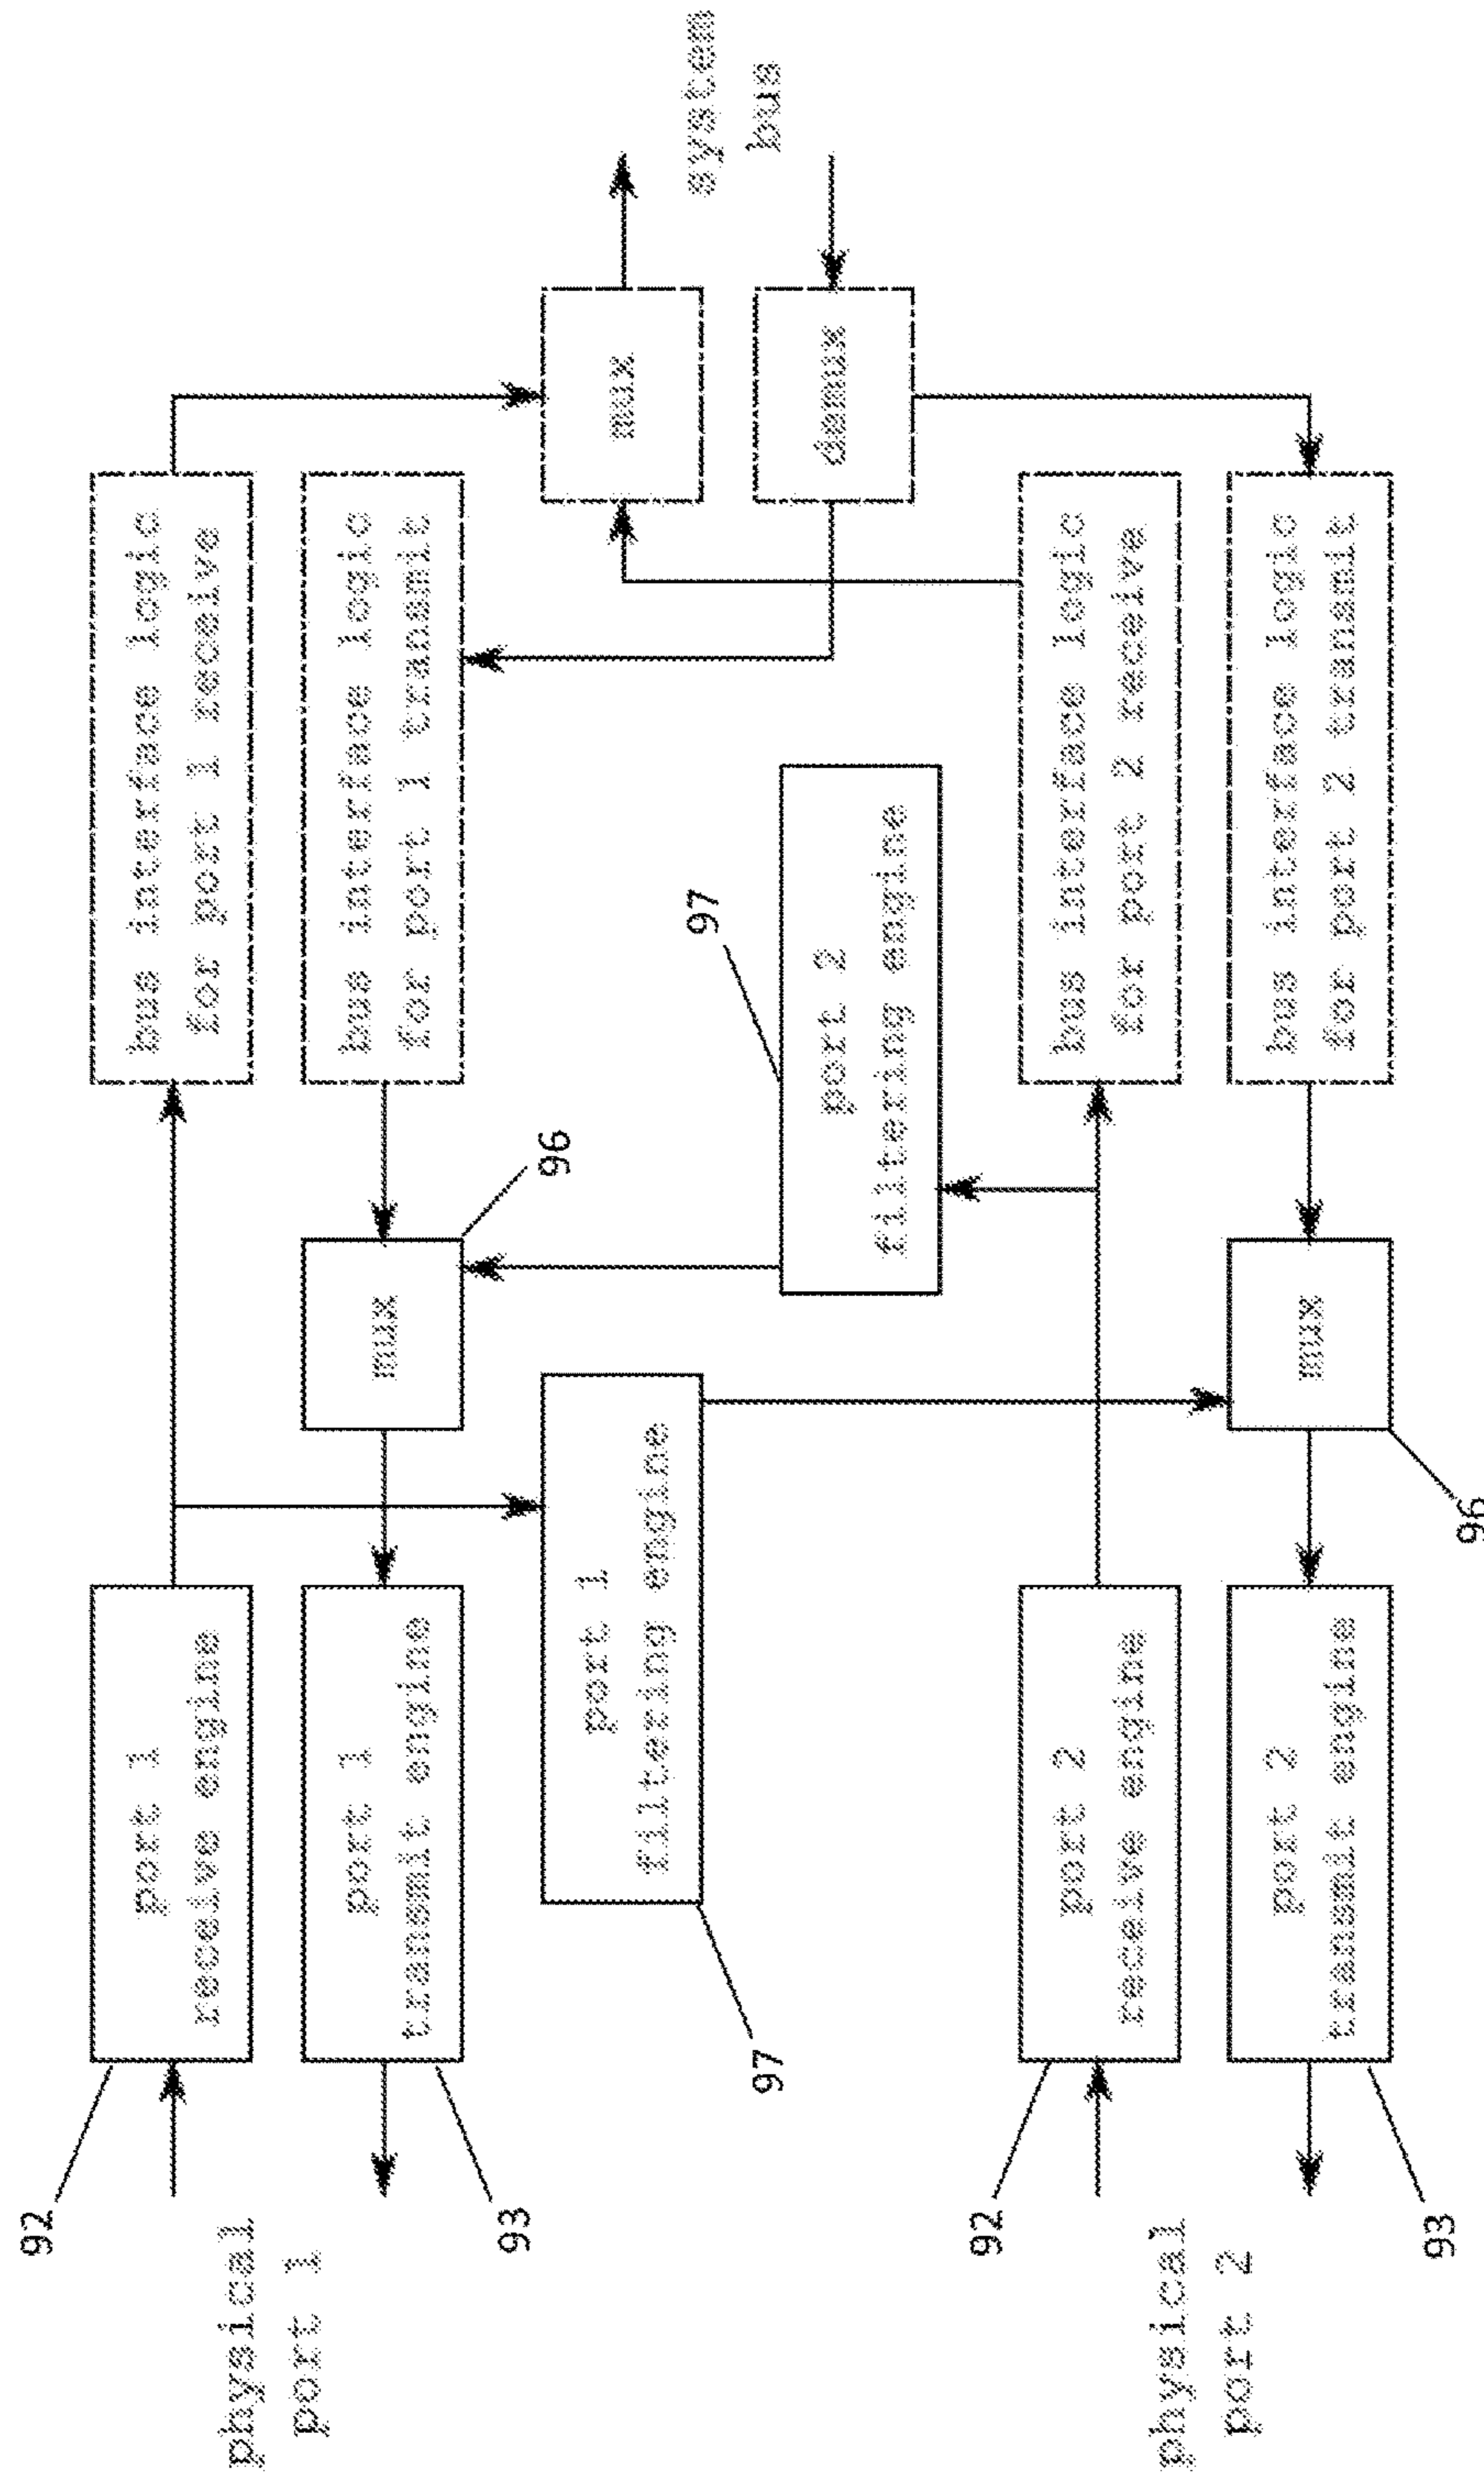 92
physical
port 1
port 1
receive engine
bus interface logic
for port 1 receive
93
port 1
transmit engine
mux
96
bus interface logic
for port 1 transmit
97
port 1
filtering engine
mux
system
bus
97
port 2
filtering engine
demux
92
physical
port 2
port 2
receive engine
bus interface logic
for port 2 receive
93
port 2
transmit engine
mux
96
bus interface logic
for port 2 transmit